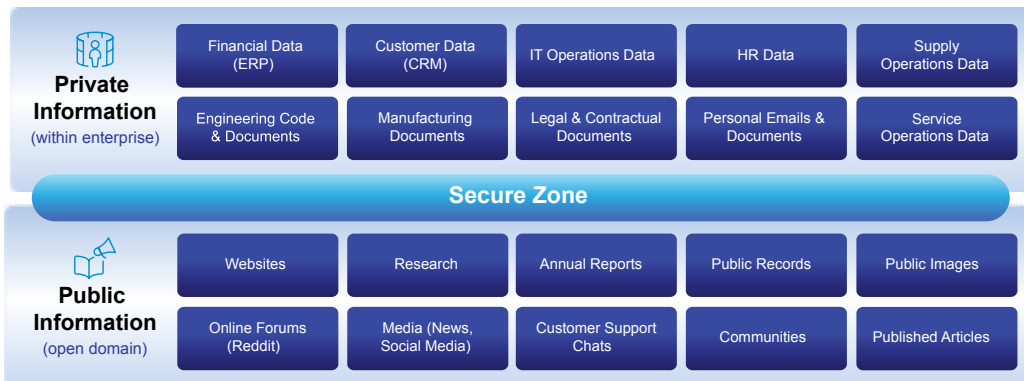 Private
Information
(within enterprise)
Financial Data
(ERP)
Customer Data
(CRM)
IT Operations Data
HR Data
Supply
Operations Data
Engineering Code
& Documents
Manufacturing
Documents
Legal & Contractual
Documents
Personal Emails &
Documents
Service
Operations Data
Secure Zone
Public
Information
(open domain)
Websites
Research
Annual Reports
Public Records
Public Images
Online Forums
(Reddit)
Media (News,
Social Media)
Customer Support
Chats
Communities
Published Articles